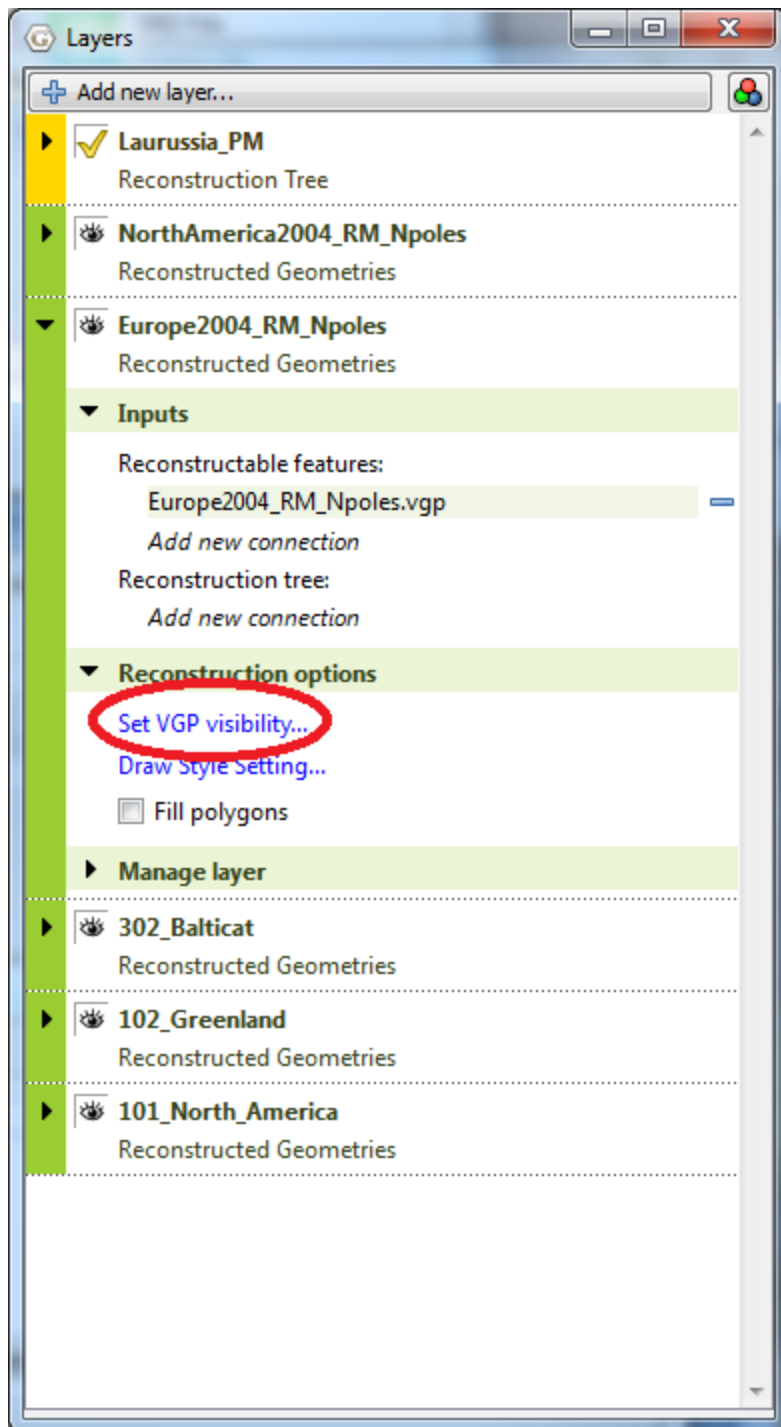 Layers
Add new layer...
Laurussia_PM
Reconstruction Tree
NorthAmerica2004_RM_Npoles
Reconstructed Geometries
Europe2004_RM_Npoles
Reconstructed Geometries
Inputs
Reconstructable features:
Europe2004_RM_Npoles.vgp
Add new connection
Reconstruction tree:
Add new connection
Reconstruction options
Set VGP visibility...
Draw Style Setting...
Fill polygons
Manage layer
302_Balticat
Reconstructed Geometries
102_Greenland
Reconstructed Geometries
101_North_America
Reconstructed Geometries